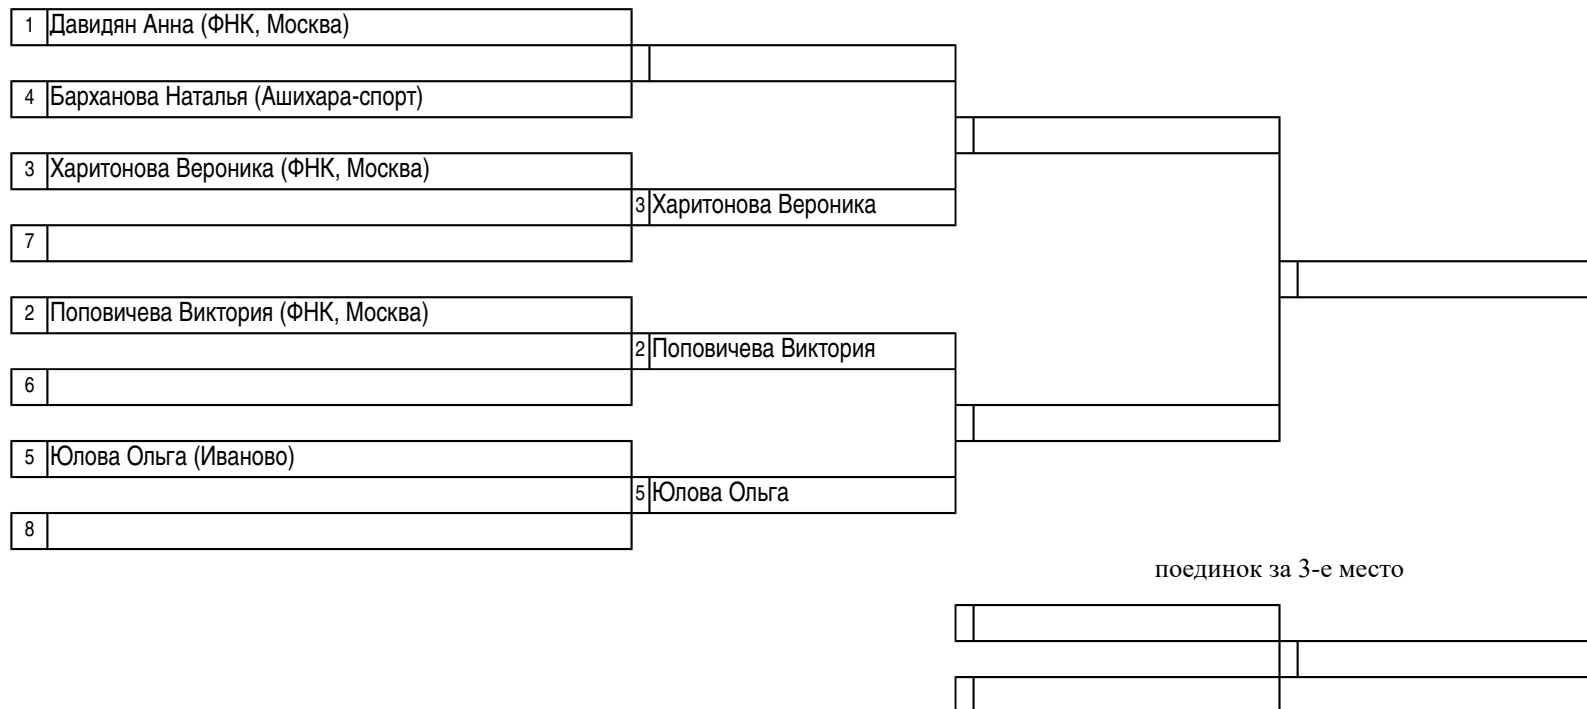 1 Давидян Анна (ФНК, Москва)
4 Барханова Наталья (Ашихара-спорт)
3 Харитонова Вероника (ФНК, Москва)
3 Харитонова Вероника
7
2 Поповичева Виктория (ФНК, Москва)
2 Поповичева Виктория
6
5 Юлова Ольга (Иваново)
5 Юлова Ольга
8
поединок за 3-е место